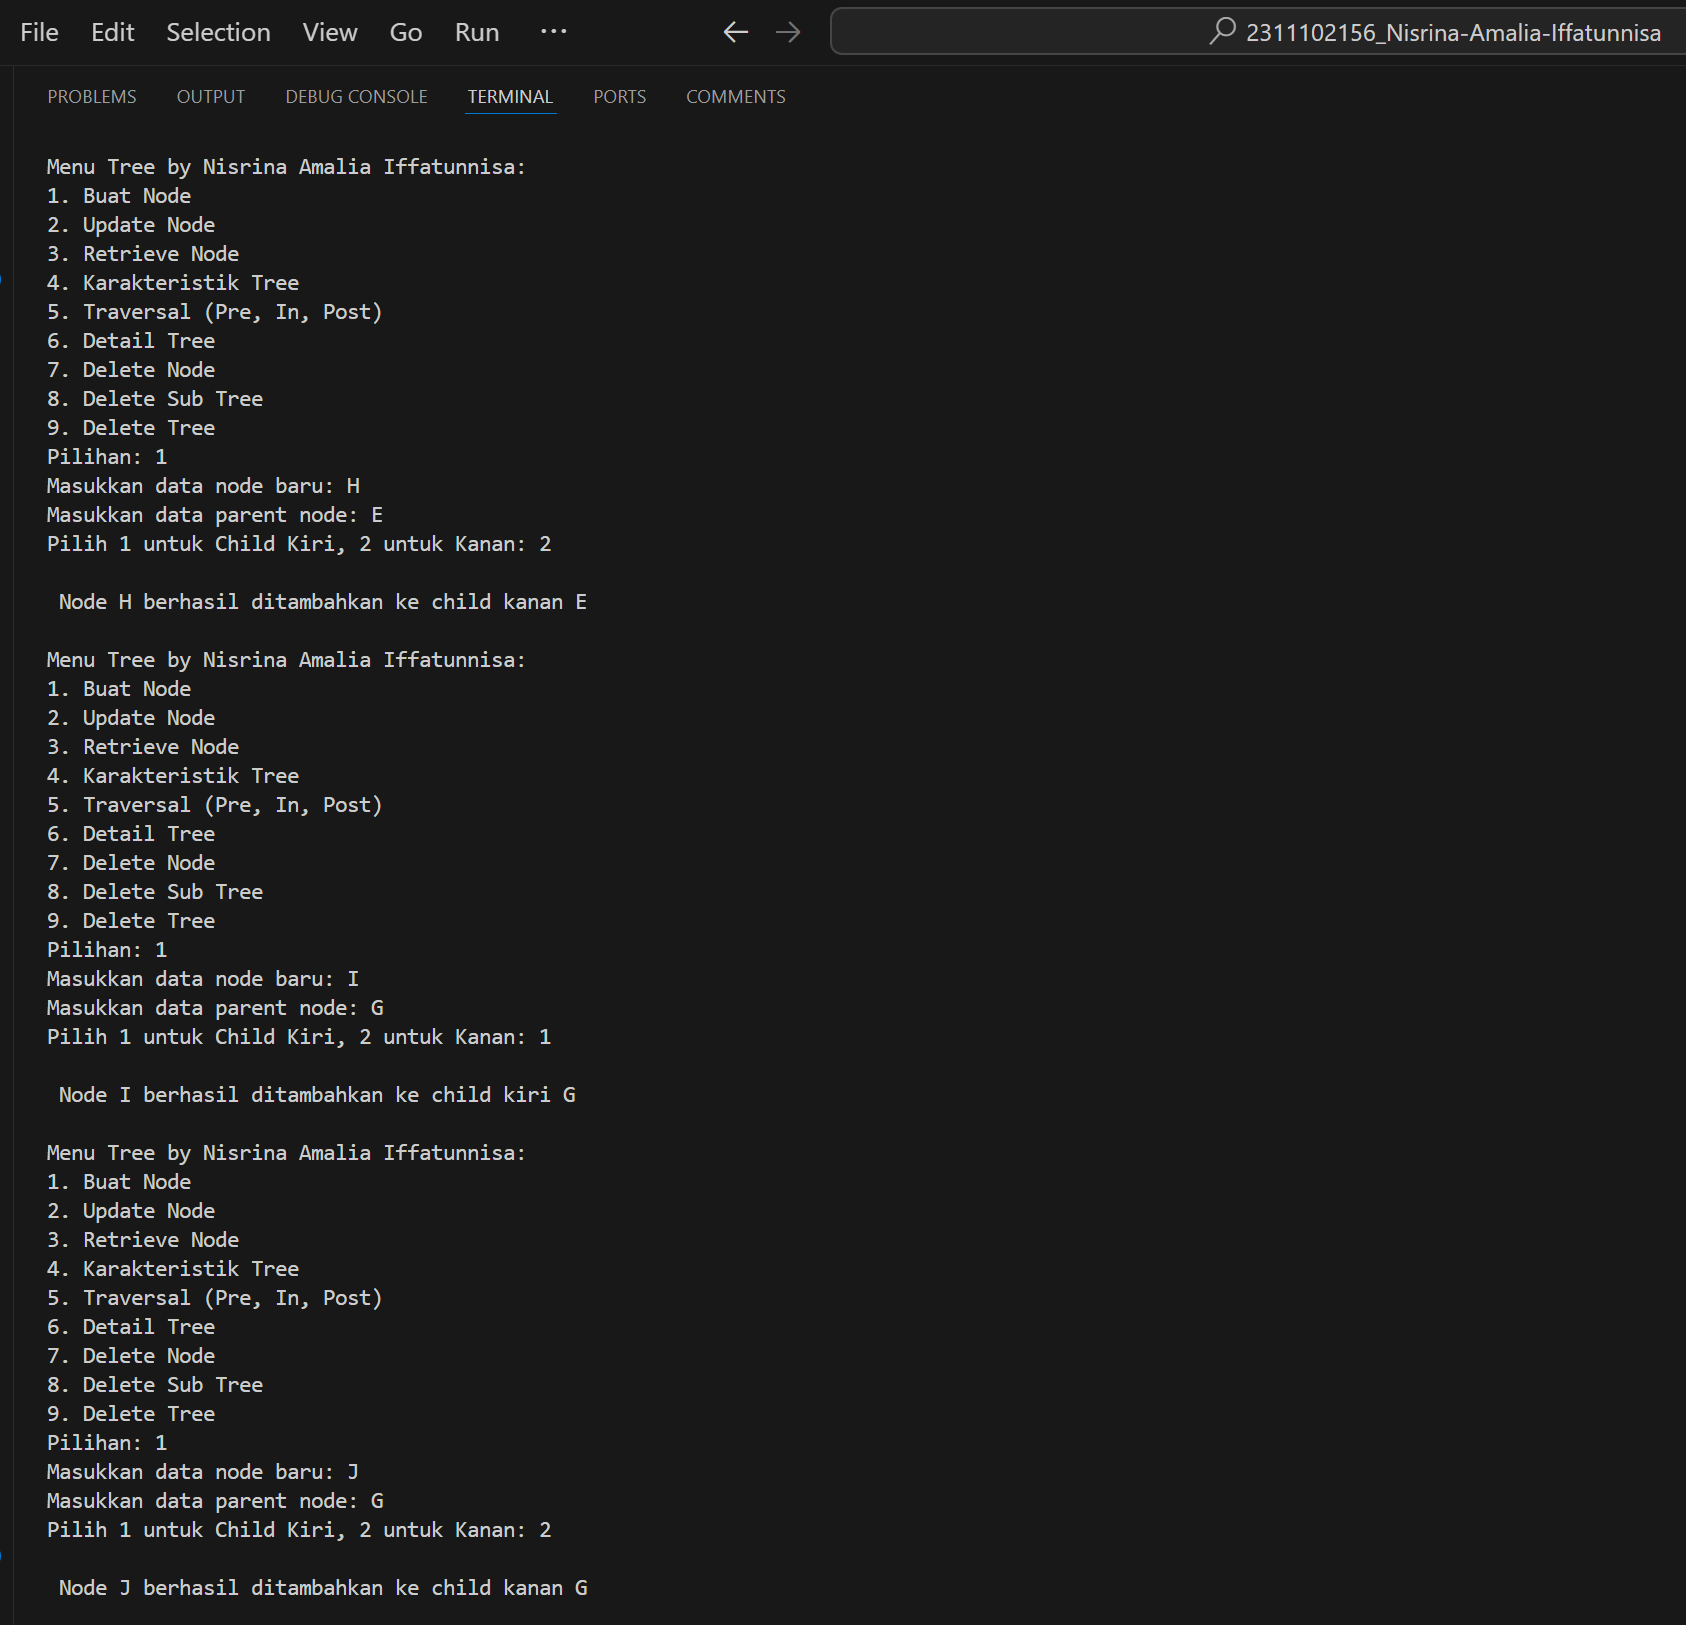 File Edit Selection View Go Run ··· ← → 2311102156_Nisrina-Amalia-Iffatunnisa
PROBLEMS OUTPUT DEBUG CONSOLE TERMINAL PORTS COMMENTS
Menu Tree by Nisrina Amalia Iffatunnisa:
1. Buat Node
2. Update Node
3. Retrieve Node
4. Karakteristik Tree
5. Traversal (Pre, In, Post)
6. Detail Tree
7. Delete Node
8. Delete Sub Tree
9. Delete Tree
Pilihan: 1
Masukkan data node baru: H
Masukkan data parent node: E
Pilih 1 untuk Child Kiri, 2 untuk Kanan: 2
Node H berhasil ditambahkan ke child kanan E
Menu Tree by Nisrina Amalia Iffatunnisa:
1. Buat Node
2. Update Node
3. Retrieve Node
4. Karakteristik Tree
5. Traversal (Pre, In, Post)
6. Detail Tree
7. Delete Node
8. Delete Sub Tree
9. Delete Tree
Pilihan: 1
Masukkan data node baru: I
Masukkan data parent node: G
Pilih 1 untuk Child Kiri, 2 untuk Kanan: 1
Node I berhasil ditambahkan ke child kiri G
Menu Tree by Nisrina Amalia Iffatunnisa:
1. Buat Node
2. Update Node
3. Retrieve Node
4. Karakteristik Tree
5. Traversal (Pre, In, Post)
6. Detail Tree
7. Delete Node
8. Delete Sub Tree
9. Delete Tree
Pilihan: 1
Masukkan data node baru: J
Masukkan data parent node: G
Pilih 1 untuk Child Kiri, 2 untuk Kanan: 2
Node J berhasil ditambahkan ke child kanan G